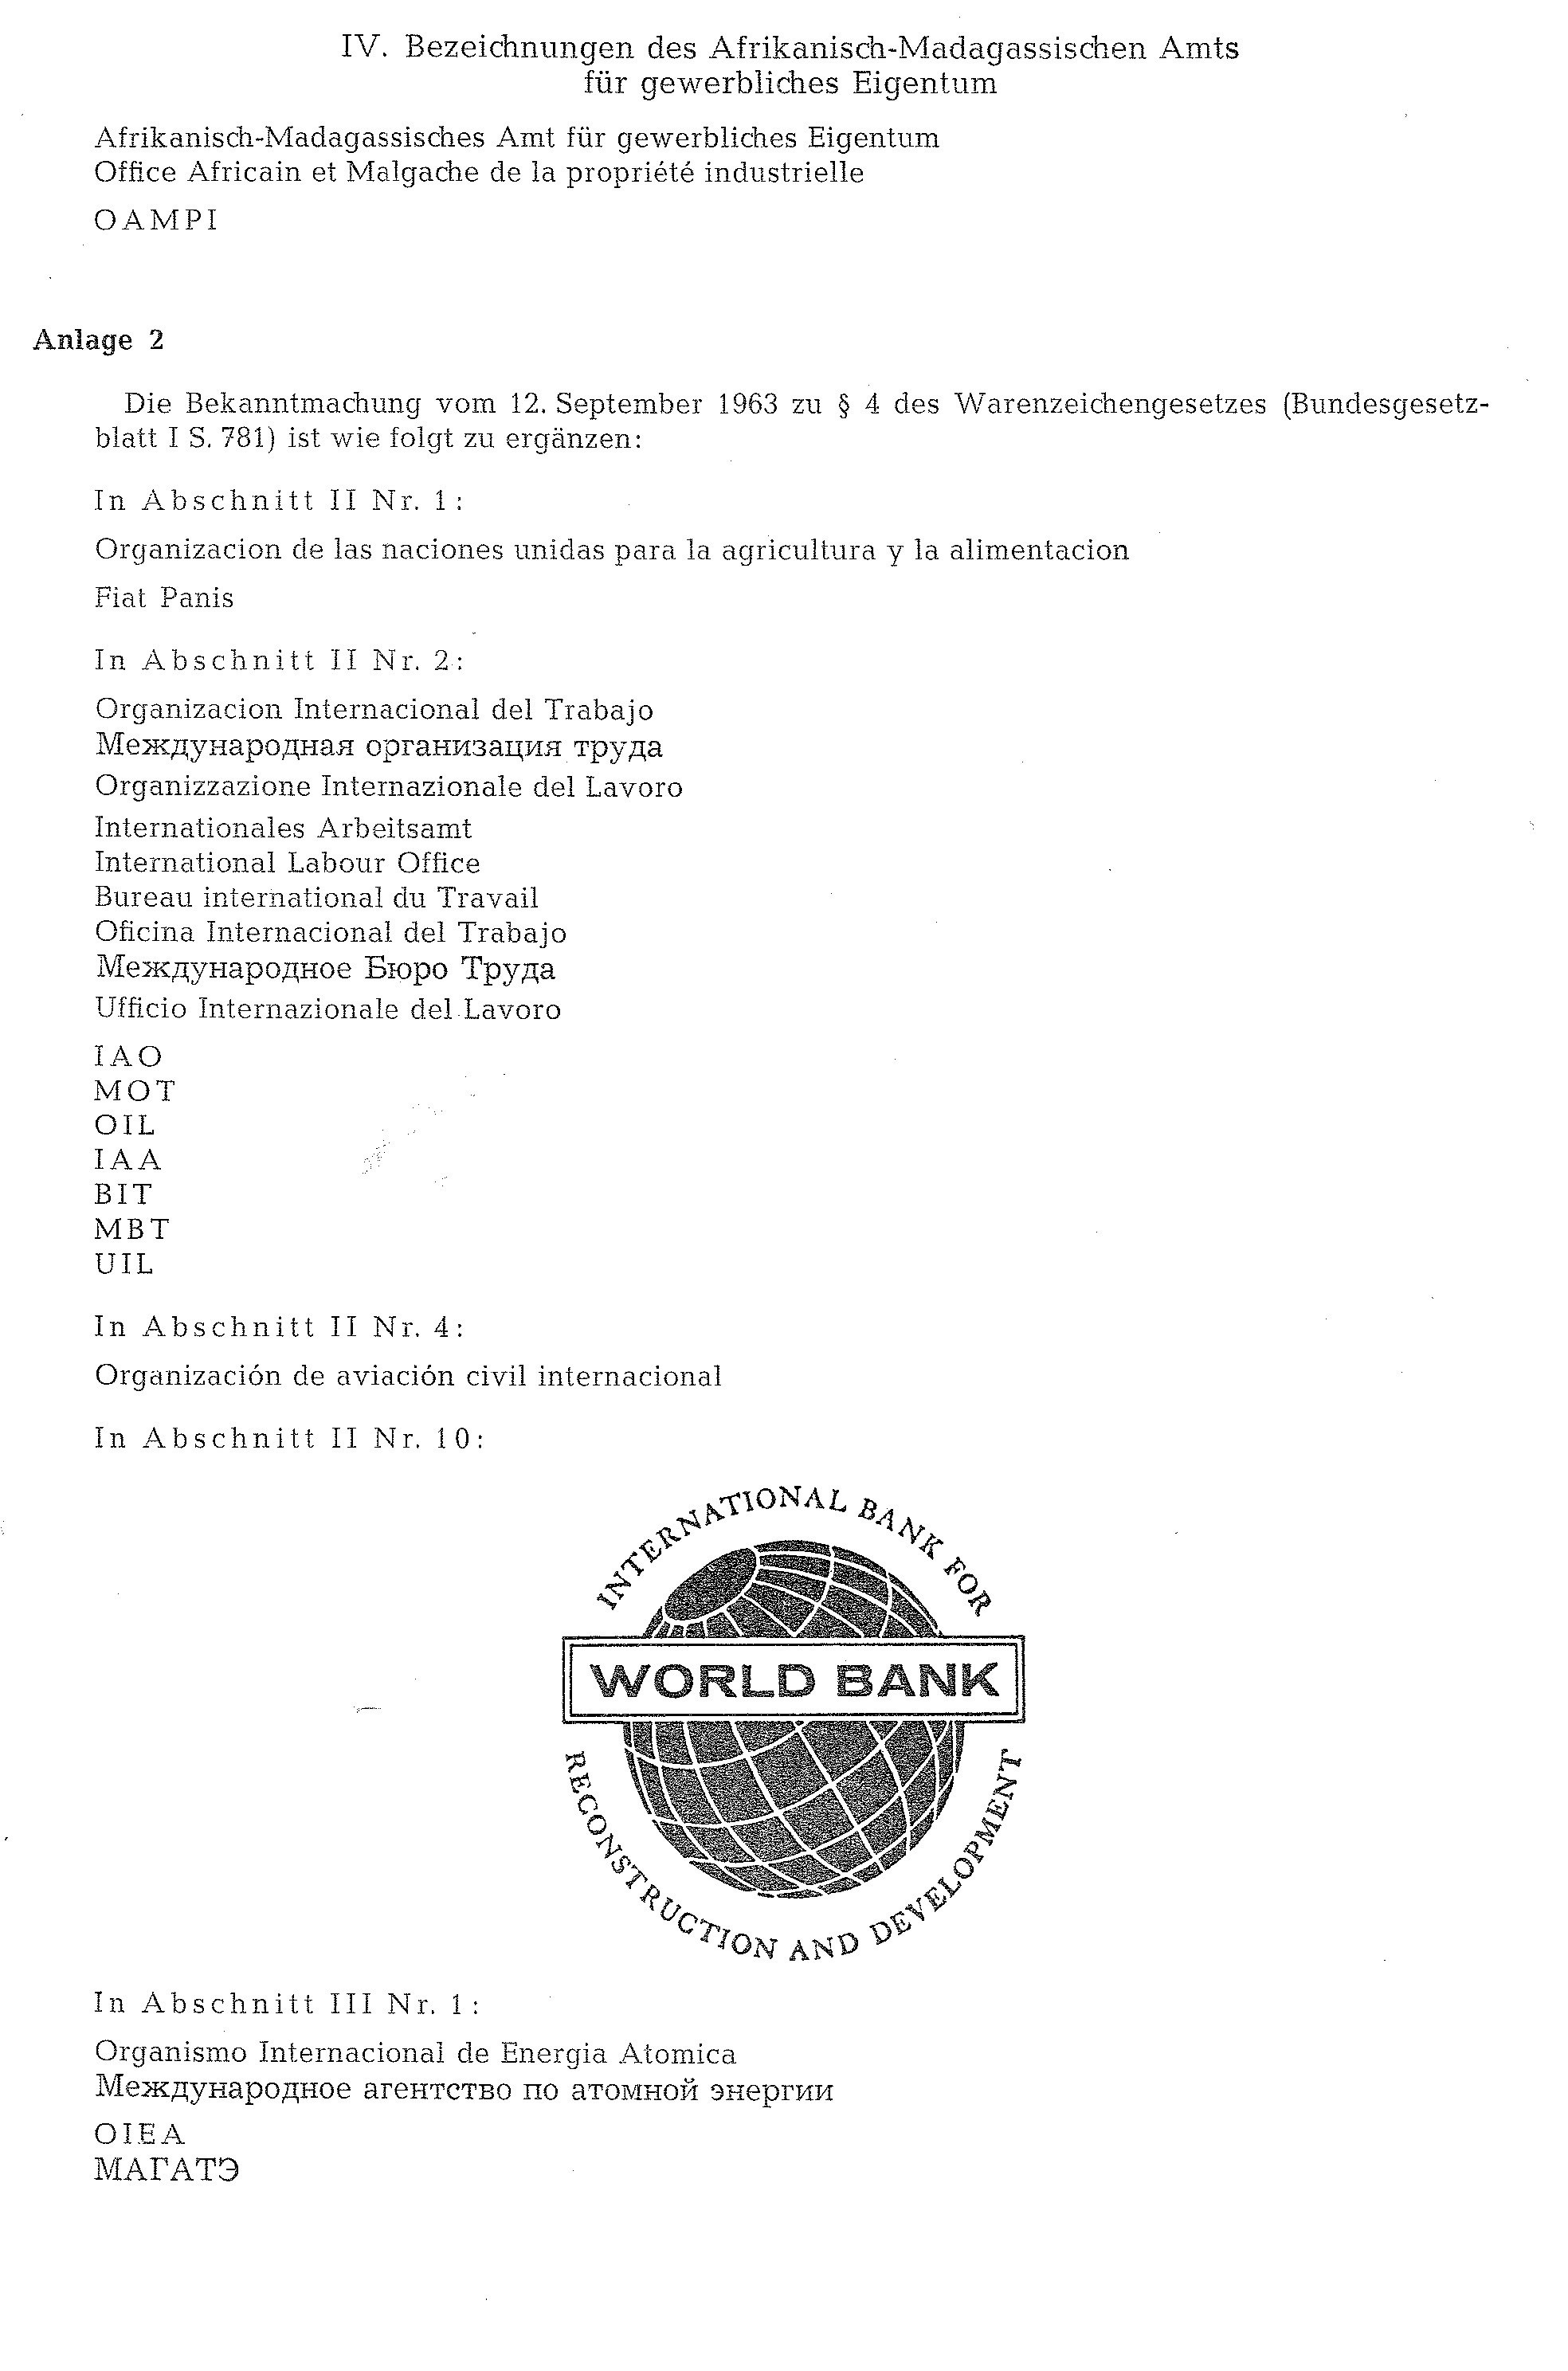 IV. Bezeichnungen des Afrikanisch-Madagassischen Amts
für gewerbliches Eigentum
Afrikanisch-Madagassisches Amt für gewerbliches Eigentum
Office Africain et Malgache de la propriété industrielle
OAMPI
Anlage 2
Die Bekanntmachung vom 12. September 1963 zu § 4 des Warenzeichengesetzes (Bundesgesetz-
blatt I S. 781) ist wie folgt zu ergänzen:
In Abschnitt II Nr. 1:
Organizacion de las naciones unidas para la agricultura y la alimentacion
Fiat Panis
In Abschnitt II Nr. 2:
Organizacion Internacional del Trabajo
Международная организация труда
Organizzazione Internazionale del Lavoro
Internationales Arbeitsamt
International Labour Office
Bureau international du Travail
Oficina Internacional del Trabajo
Международное Бюро Труда
Ufficio Internazionale del Lavoro
IAO
MOT
OIL
IAA
BIT
MBT
UIL
In Abschnitt II Nr. 4:
Organización de aviación civil internacional
In Abschnitt II Nr. 10:
INTERNATIONAL BANK FOR
WORLD BANK
RECONSTRUCTION AND DEVELOPMENT
In Abschnitt III Nr. 1:
Organismo Internacional de Energia Atomica
Международное агентство по атомной энергии
OIEA
МАГАТЭ